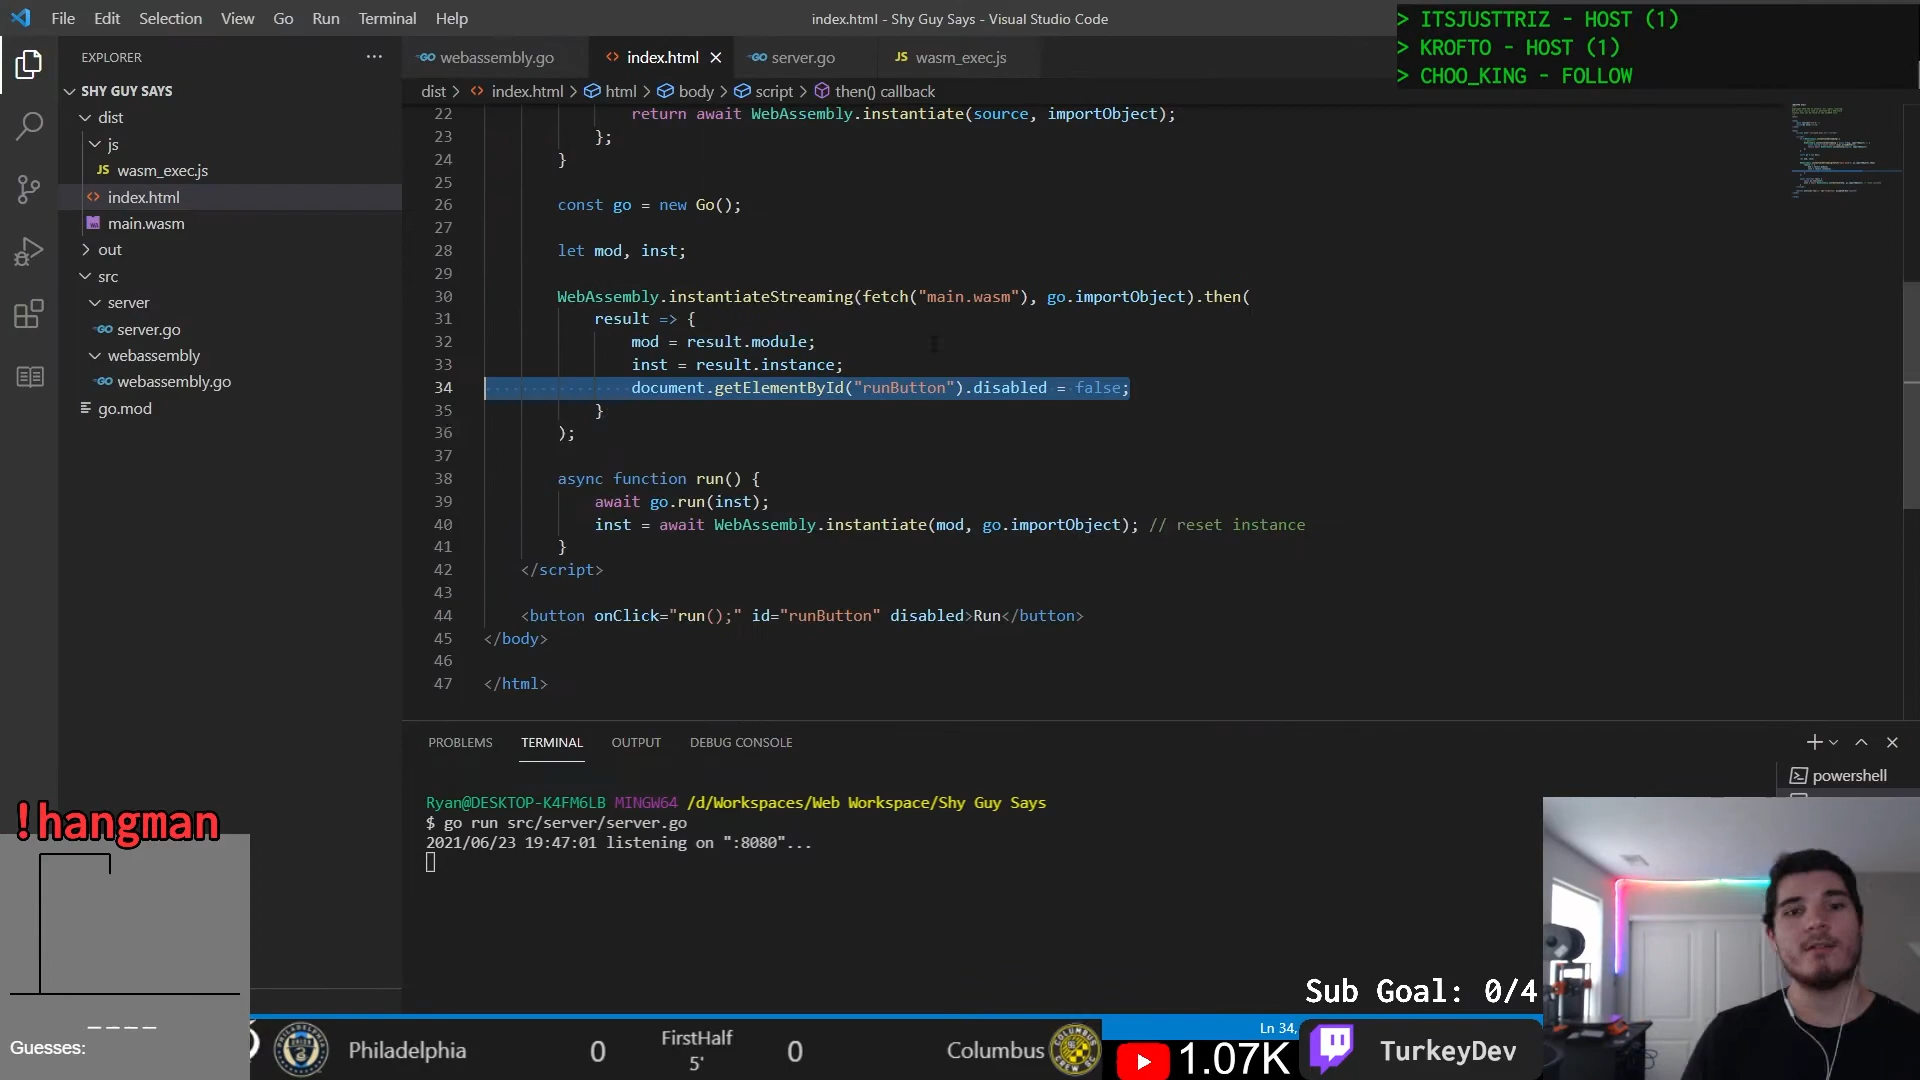 File Edit Selection View Go Run Terminal Help
index.html - Shy Guy Says - Visual Studio Code
> ITSJUSTTRIZ - HOST (1)
> KROFTO - HOST (1)
> CHOO_KING - FOLLOW
EXPLORER
SHY GUY SAYS
dist
js
JS wasm_exec.js
index.html
main.wasm
out
src
server
server.go
webassembly
webassembly.go
go.mod
webassembly.go index.html server.go JS wasm_exec.js
dist > index.html > html > body > script > then() callback
22 return await WebAssembly.instantiate(source, importObject);
23 };
24 }
25
26 const go = new Go();
27
28 let mod, inst;
29
30 WebAssembly.instantiateStreaming(fetch("main.wasm"), go.importObject).then(
31 result => {
32 mod = result.module;
33 inst = result.instance;
34 document.getElementById("runButton").disabled = false;
35 }
36 );
37
38 async function run() {
39 await go.run(inst);
40 inst = await WebAssembly.instantiate(mod, go.importObject); // reset instance
41 }
42 </script>
43
44 <button onClick="run();" id="runButton" disabled>Run</button>
45 </body>
46
47 </html>
PROBLEMS TERMINAL OUTPUT DEBUG CONSOLE
powershell
Ryan@DESKTOP-K4FM6LB MINGW64 /d/Workspaces/Web Workspace/Shy Guy Says
$ go run src/server/server.go
2021/06/23 19:47:01 listening on ":8080"...
!hangman
_ _ _ _
Guesses:
Sub Goal: 0/4
Philadelphia 0 FirstHalf 0 Columbus
5'
Ln 34,
1.07K
TurkeyDev